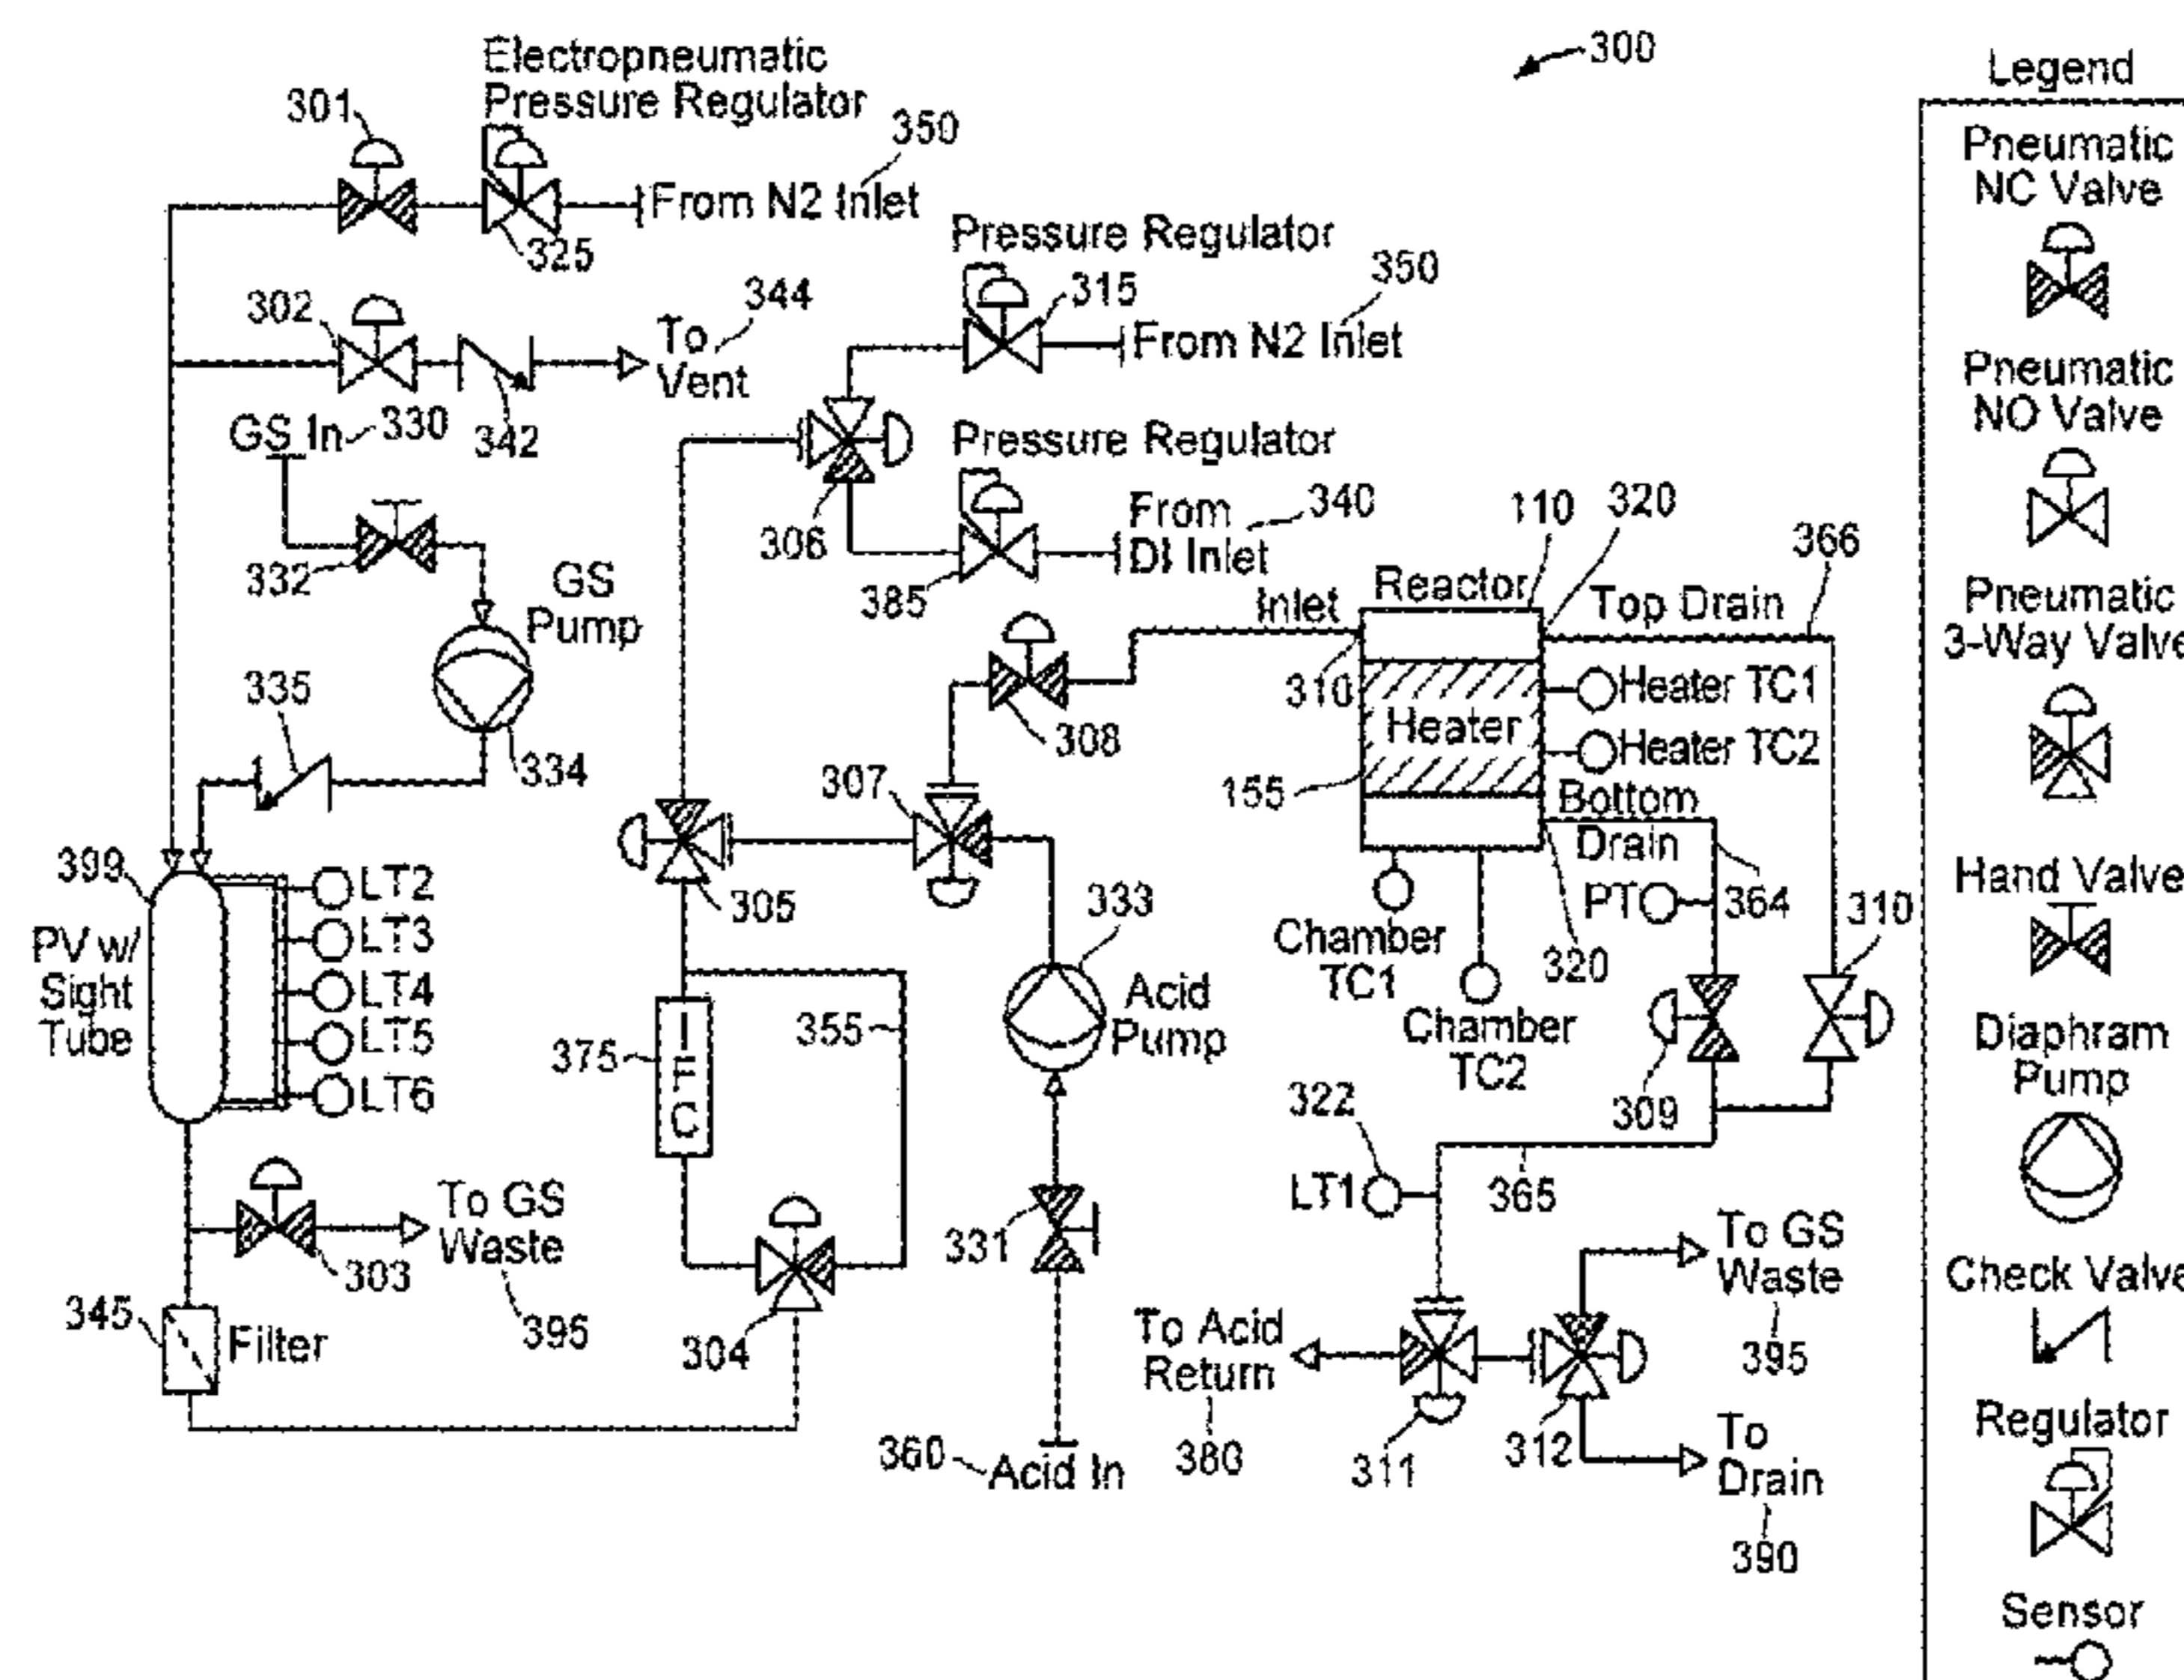 300
Electropneumatic
Pressure Regulator
301
350
From N2 Inlet
325
Pressure Regulator
315
350
From N2 Inlet
302
344
To
Vent
342
GS In
330
332
GS
Pump
334
335
306
Pressure Regulator
From
DI Inlet
340
385
Inlet
Reactor
110
320
Top Drain
366
310
Heater
Heater TC1
Heater TC2
155
Bottom
Drain
PT
364
310
320
Chamber
TC1
Chamber
TC2
309
308
307
305
333
Acid
Pump
399
PV w/
Sight
Tube
LT2
LT3
LT4
LT5
LT6
375
F
C
355
331
322
LT1
365
To GS
Waste
303
395
345
Filter
304
360
Acid In
To Acid
Return
380
311
312
To GS
Waste
395
To
Drain
390
Legend
Pneumatic
NC Valve
Pneumatic
NO Valve
Pneumatic
3-Way Valve
Hand Valve
Diaphram
Pump
Check Valve
Regulator
Sensor